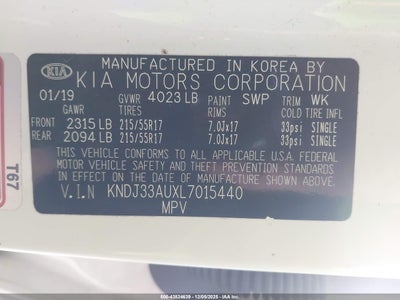 MANUFACTURED IN KOREA BY
KIA
KIA MOTORS CORPORATION
01/19 GVWR 4023 LB PAINT SWP TRIM WK
GAWR TIRES RIMS COLD TIRE INFL
FRONT 2315 LB 215/55R17 7.0Jx17 33psi SINGLE
REAR 2094 LB 215/55R17 7.0Jx17 33psi SINGLE
THIS VEHICLE CONFORMS TO ALL APPLICABLE U.S.A. FEDERAL
MOTOR VEHICLE SAFETY AND THEFT PREVENTION STANDARDS
IN EFFECT ON THE DATE OF MANUFACTURE
SHOWN ABOVE.
V.I.N KNDJ33AUXL7015440
MPV
T67